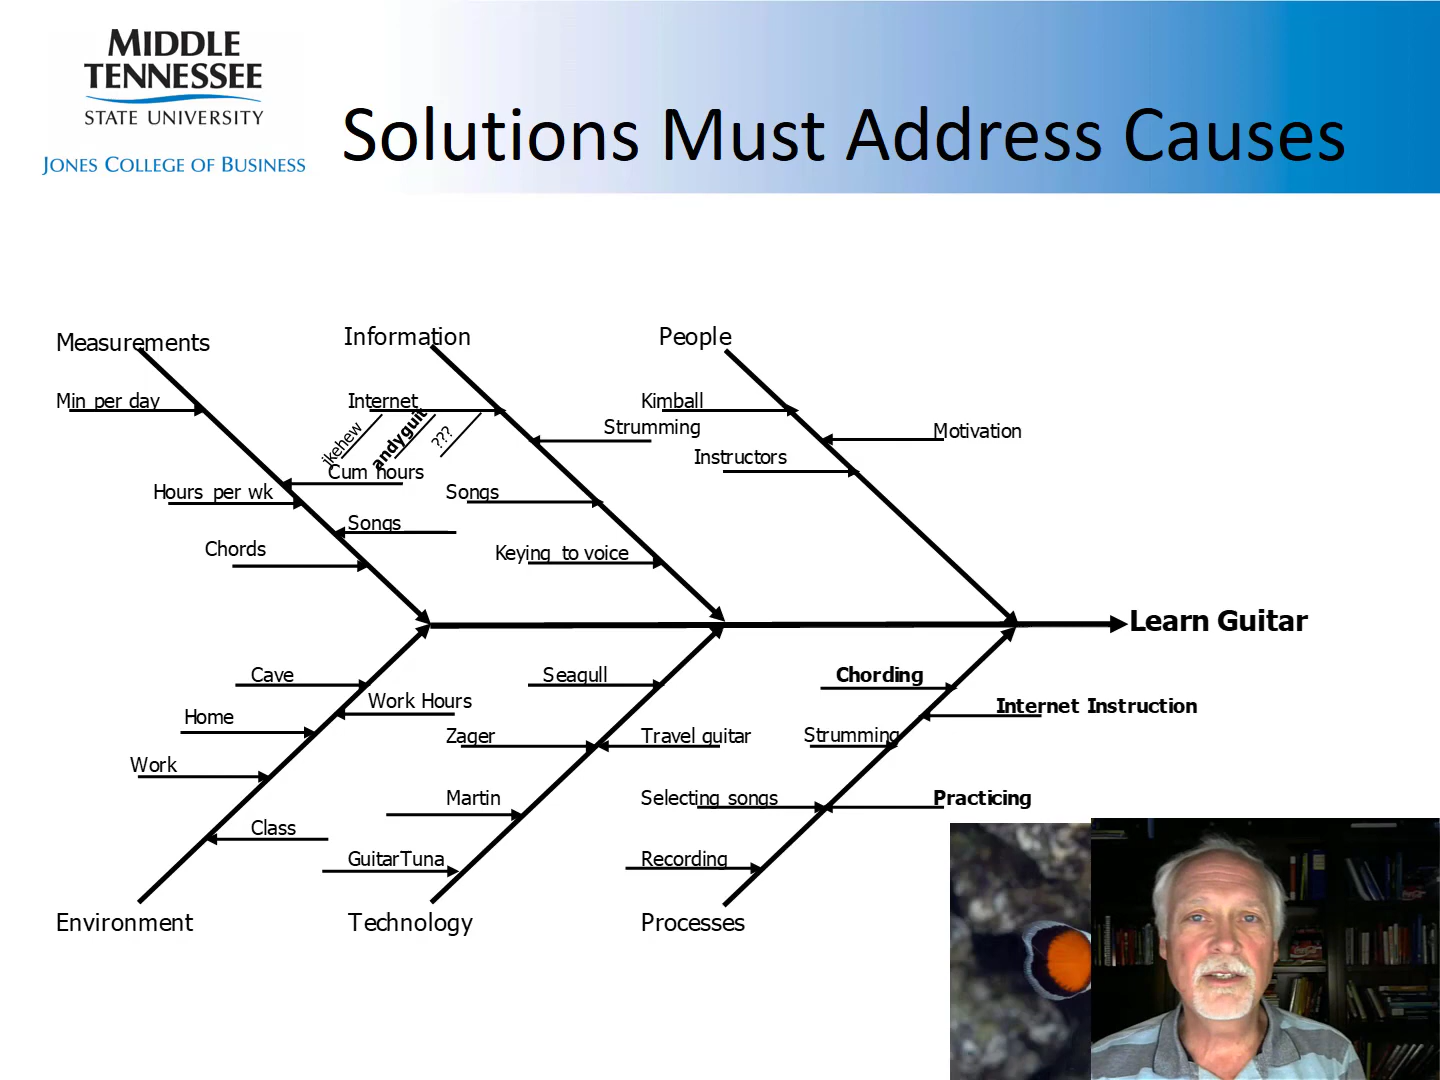 MIDDLE
TENNESSEE
STATE UNIVERSITY
JONES COLLEGE OF BUSINESS
Solutions Must Address Causes
Measurements
Information
People
Min per day
Internet
Kimball
Strumming
Motivation
jkehew
andyguit
???
Instructors
Cum hours
Hours per wk
Songs
Songs
Chords
Keying to voice
Learn Guitar
Cave
Seagull
Chording
Work Hours
Internet Instruction
Home
Zager
Travel guitar
Strumming
Work
Martin
Selecting songs
Practicing
Class
GuitarTuna
Recording
Environment
Technology
Processes